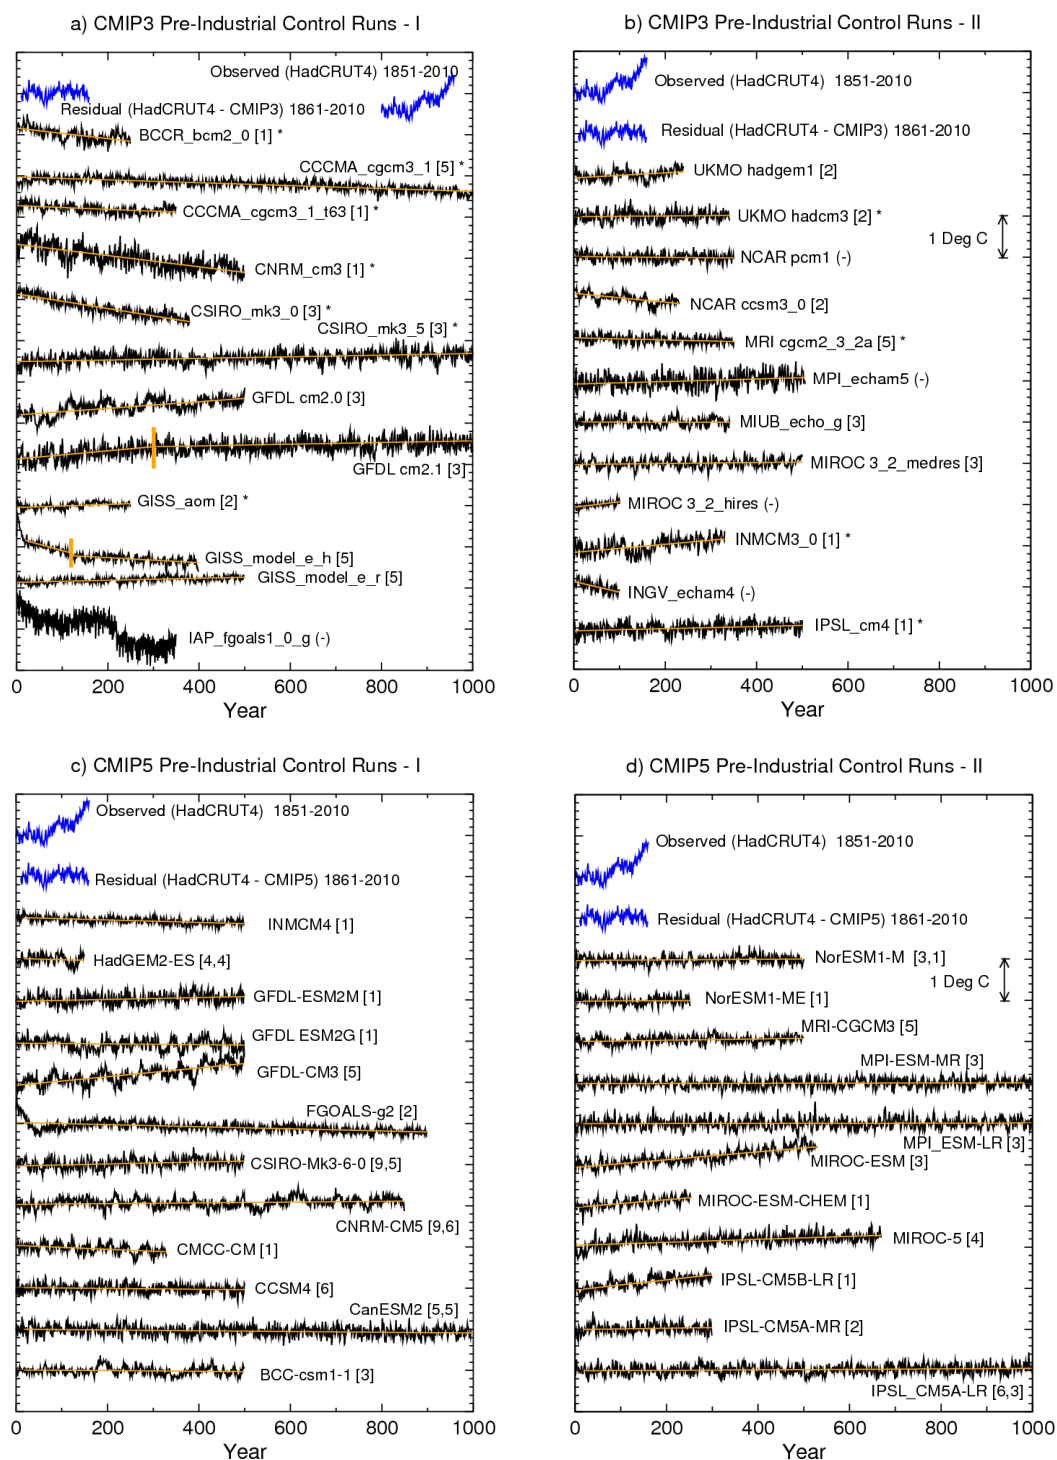 a) CMIP3 Pre-Industrial Control Runs - I
Observed (HadCRUT4) 1851-2010
Residual (HadCRUT4 - CMIP3) 1861-2010
BCCR_bcm2_0 [1] *
CCCMA_cgcm3_1 [5] *
CCCMA_cgcm3_1_t63 [1] *
CNRM_cm3 [1] *
CSIRO_mk3_0 [3] *
CSIRO_mk3_5 [3] *
GFDL cm2.0 [3]
GFDL cm2.1 [3]
GISS_aom [2] *
GISS_model_e_h [5]
GISS_model_e_r [5]
IAP_fgoals1_0_g (-)
0 200 400 600 800 1000
Year
b) CMIP3 Pre-Industrial Control Runs - II
Observed (HadCRUT4) 1851-2010
Residual (HadCRUT4 - CMIP3) 1861-2010
UKMO hadgem1 [2]
UKMO hadcm3 [2] *
1 Deg C
NCAR pcm1 (-)
NCAR ccsm3_0 [2]
MRI cgcm2_3_2a [5] *
MPI_echam5 (-)
MIUB_echo_g [3]
MIROC 3_2_medres [3]
MIROC 3_2_hires (-)
INMCM3_0 [1] *
INGV_echam4 (-)
IPSL_cm4 [1] *
0 200 400 600 800 1000
Year
c) CMIP5 Pre-Industrial Control Runs - I
Observed (HadCRUT4) 1851-2010
Residual (HadCRUT4 - CMIP5) 1861-2010
INMCM4 [1]
HadGEM2-ES [4,4]
GFDL-ESM2M [1]
GFDL ESM2G [1]
GFDL-CM3 [5]
FGOALS-g2 [2]
CSIRO-Mk3-6-0 [9,5]
CNRM-CM5 [9,6]
CMCC-CM [1]
CCSM4 [6]
CanESM2 [5,5]
BCC-csm1-1 [3]
0 200 400 600 800 1000
Year
d) CMIP5 Pre-Industrial Control Runs - II
Observed (HadCRUT4) 1851-2010
Residual (HadCRUT4 - CMIP5) 1861-2010
NorESM1-M [3,1]
1 Deg C
NorESM1-ME [1]
MRI-CGCM3 [5]
MPI-ESM-MR [3]
MPI_ESM-LR [3]
MIROC-ESM [3]
MIROC-ESM-CHEM [1]
MIROC-5 [4]
IPSL-CM5B-LR [1]
IPSL-CM5A-MR [2]
IPSL_CM5A-LR [6,3]
0 200 400 600 800 1000
Year